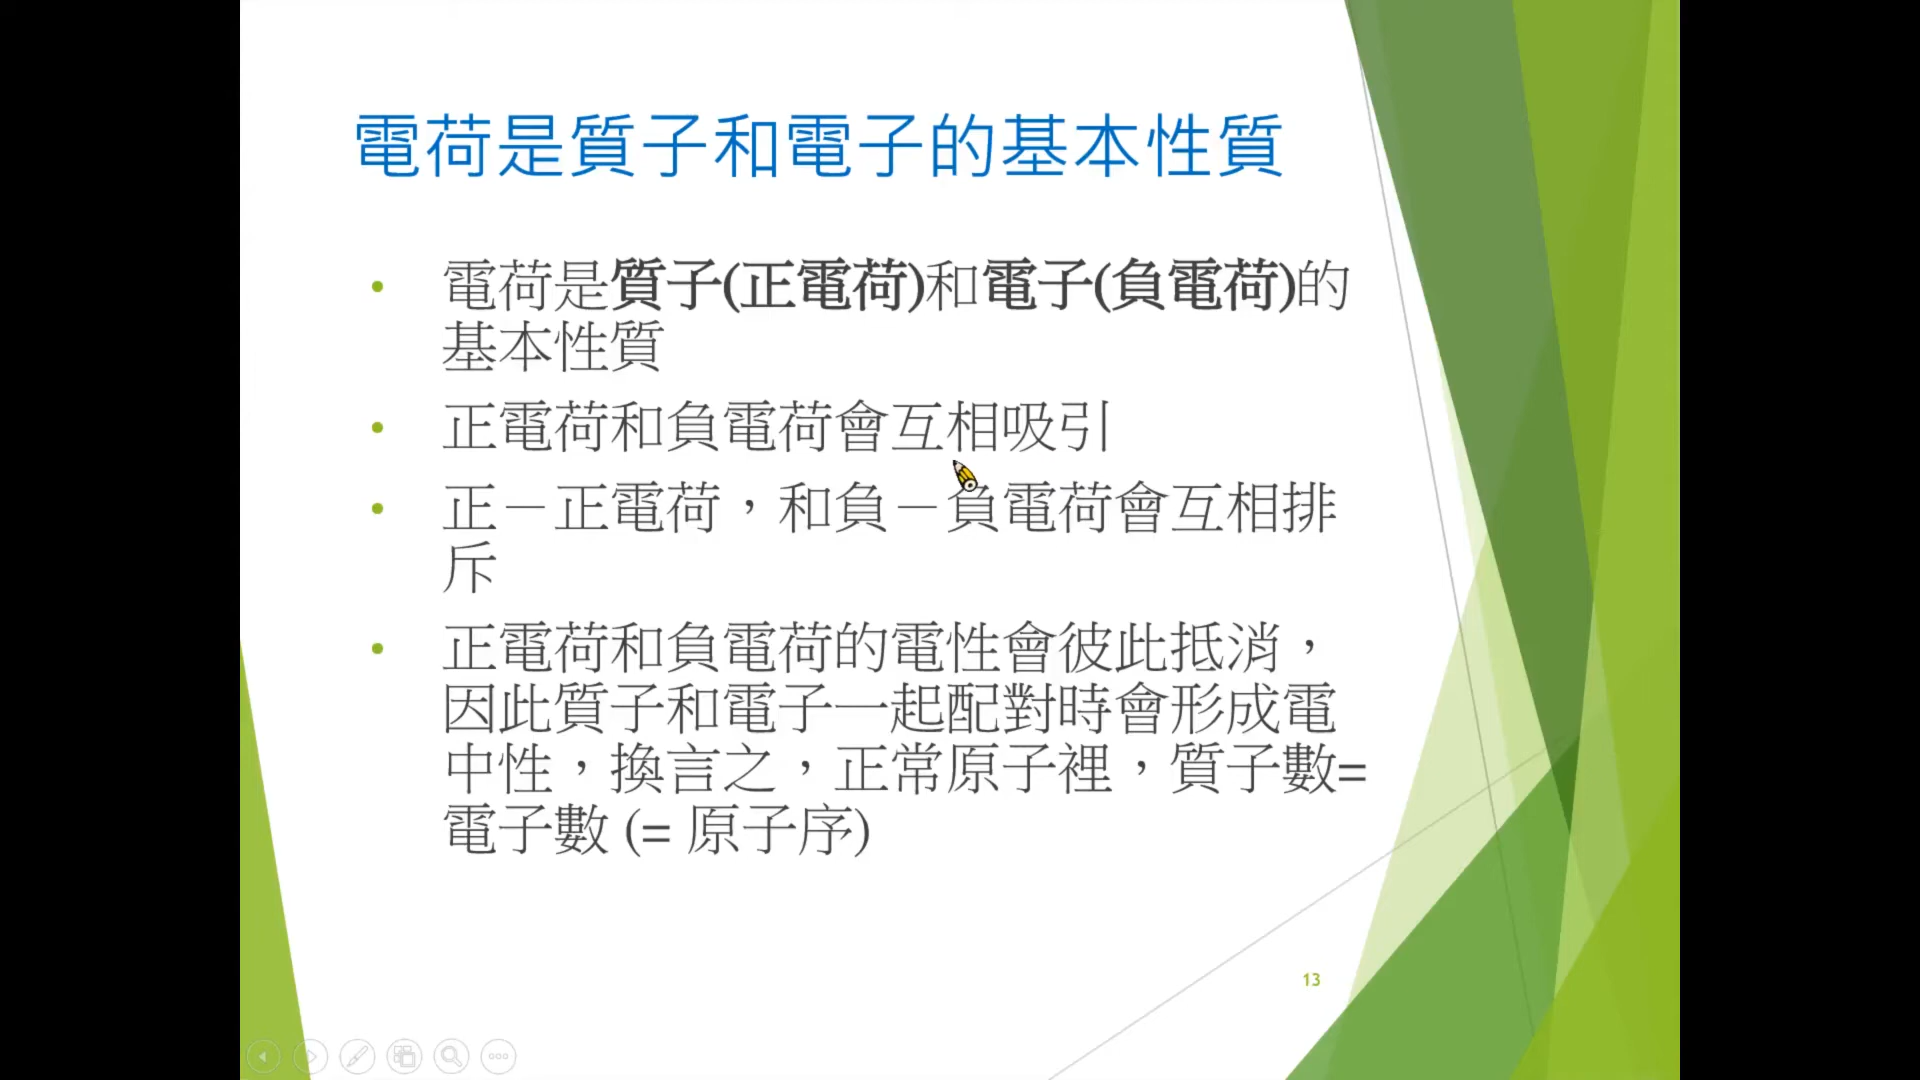 電荷是質子和電子的基本性質
• 電荷是質子(正電荷)和電子(負電荷)的
基本性質
• 正電荷和負電荷會互相吸引
• 正－正電荷，和負－負電荷會互相排
斥
• 正電荷和負電荷的電性會彼此抵消，
因此質子和電子一起配對時會形成電
中性，換言之，正常原子裡，質子數=
電子數 (= 原子序)
13